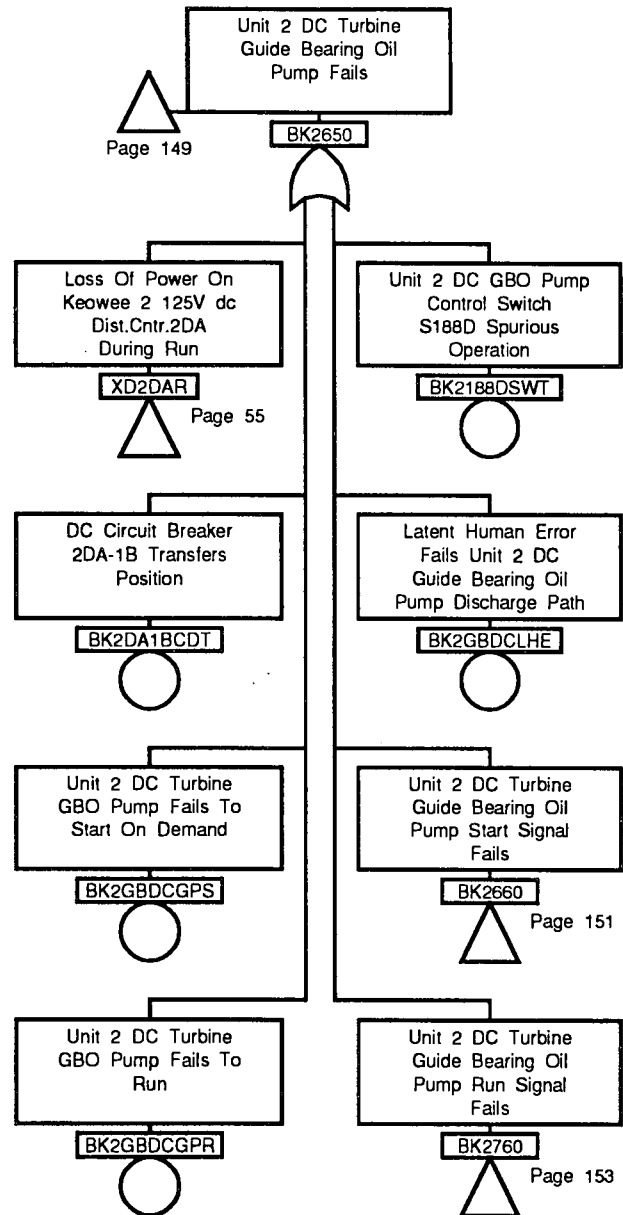 Unit 2 DC Turbine
Guide Bearing Oil
Pump Fails
Page 149
BK2650
Loss Of Power On
Keowee 2 125V dc
Dist.Cntr.2DA
During Run
XD2DAR
Page 55
Unit 2 DC GBO Pump
Control Switch
S188D Spurious
Operation
BK2188DSWT
DC Circuit Breaker
2DA-1B Transfers
Position
BK2DA1BCDT
Latent Human Error
Fails Unit 2 DC
Guide Bearing Oil
Pump Discharge Path
BK2GBDCLHE
Unit 2 DC Turbine
GBO Pump Fails To
Start On Demand
BK2GBDCGPS
Unit 2 DC Turbine
Guide Bearing Oil
Pump Start Signal
Fails
BK2660
Page 151
Unit 2 DC Turbine
GBO Pump Fails To
Run
BK2GBDCGPR
Unit 2 DC Turbine
Guide Bearing Oil
Pump Run Signal
Fails
BK2760
Page 153